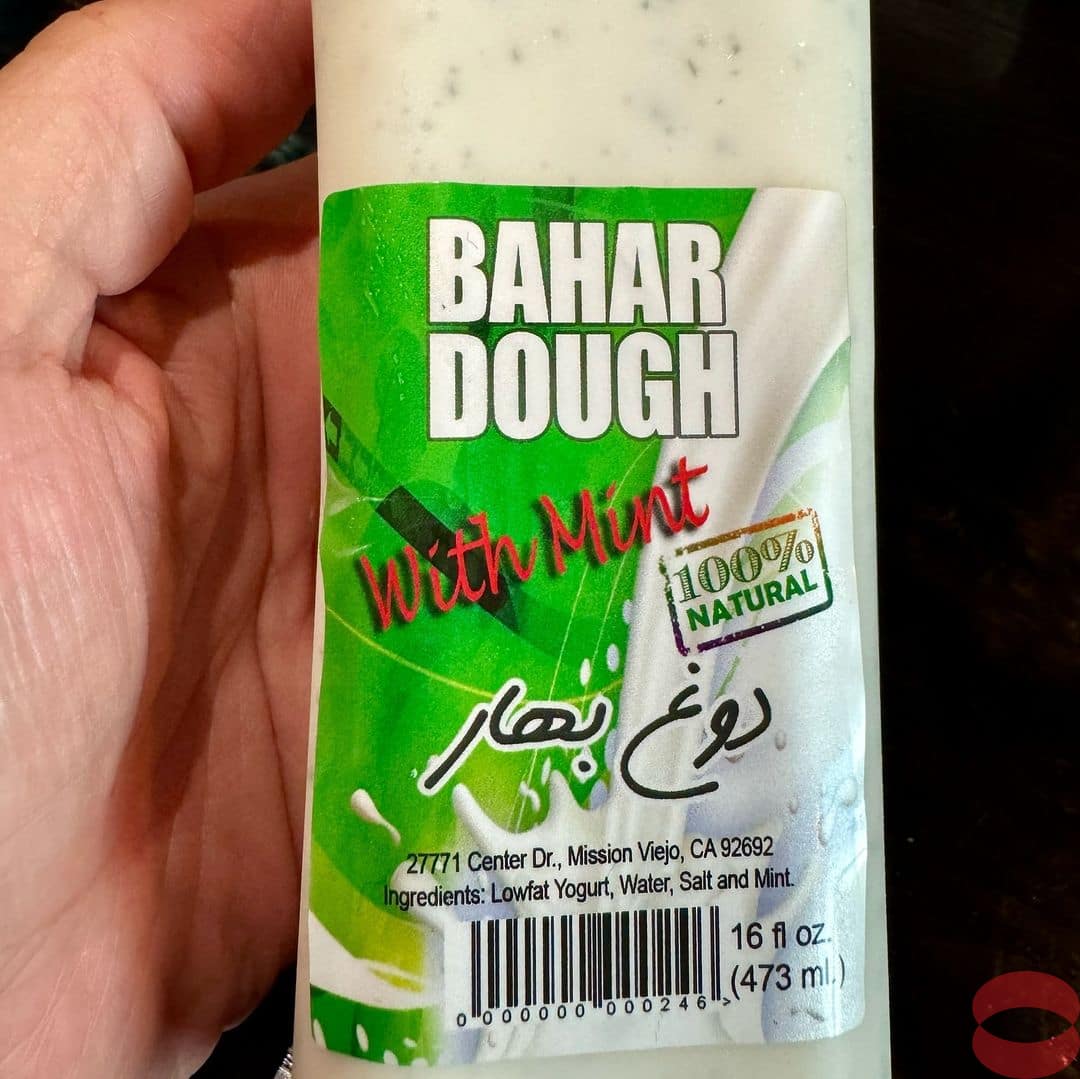 BAHAR
DOUGH
With Mint
100%
NATURAL
دوغ بهار
27771 Center Dr., Mission Viejo, CA 92692
Ingredients: Lowfat Yogurt, Water, Salt and Mint.
16 fl oz.
(473 ml.)
0 000000 000246 >